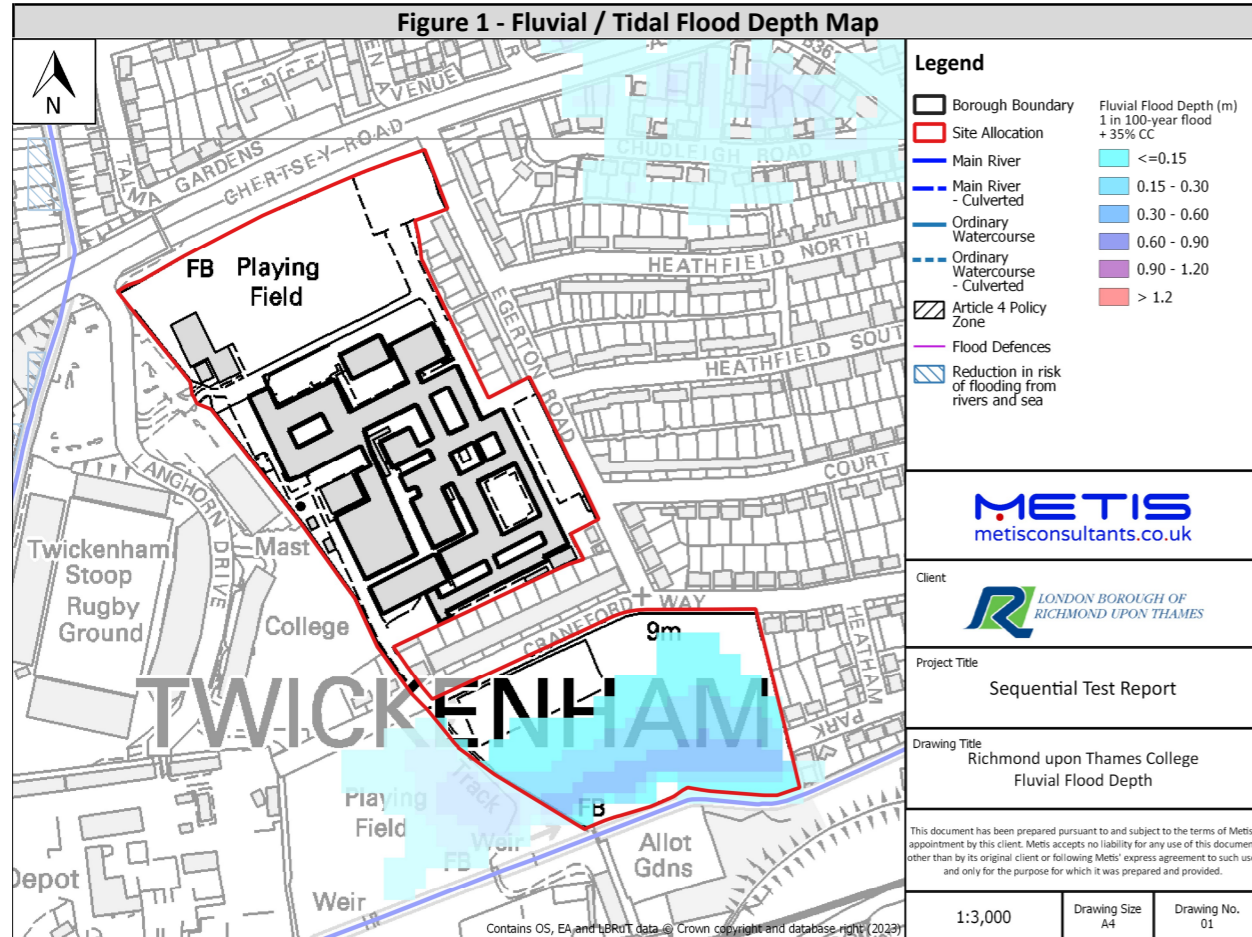 Figure 1 - Fluvial / Tidal Flood Depth Map
N
AVENUE
B36
TALMA
GARDENS
CHERTSEY ROAD
CHUDLEIGH ROAD
FB
Playing
Field
HEATHFIELD NORTH
EGERTON ROAD
HEATHFIELD SOUT
COURT
LANGHORN DRIVE
Twickenham
Stoop
Rugby
Ground
Mast
College
CRANEFORD WAY
9m
HEATHAM
PARK
TWICKENHAM
Track
Playing
Field
FB
Weir
FB
Allot
Gdns
Depot
Weir
Contains OS, EA and LBRuT data © Crown copyright and database right (2023)
Legend
Borough Boundary
Site Allocation
Main River
Main River
- Culverted
Ordinary
Watercourse
Ordinary
Watercourse
- Culverted
Article 4 Policy
Zone
Flood Defences
Reduction in risk
of flooding from
rivers and sea
Fluvial Flood Depth (m)
1 in 100-year flood
+ 35% CC
<=0.15
0.15 - 0.30
0.30 - 0.60
0.60 - 0.90
0.90 - 1.20
> 1.2
METIS
metisconsultants.co.uk
Client
LONDON BOROUGH OF
RICHMOND UPON THAMES
Project Title
Sequential Test Report
Drawing Title
Richmond upon Thames College
Fluvial Flood Depth
This document has been prepared pursuant to and subject to the terms of Metis
appointment by this client. Metis accepts no liability for any use of this documen
other than by its original client or following Metis' express agreement to such use
and only for the purpose for which it was prepared and provided.
1:3,000
Drawing Size
A4
Drawing No.
01